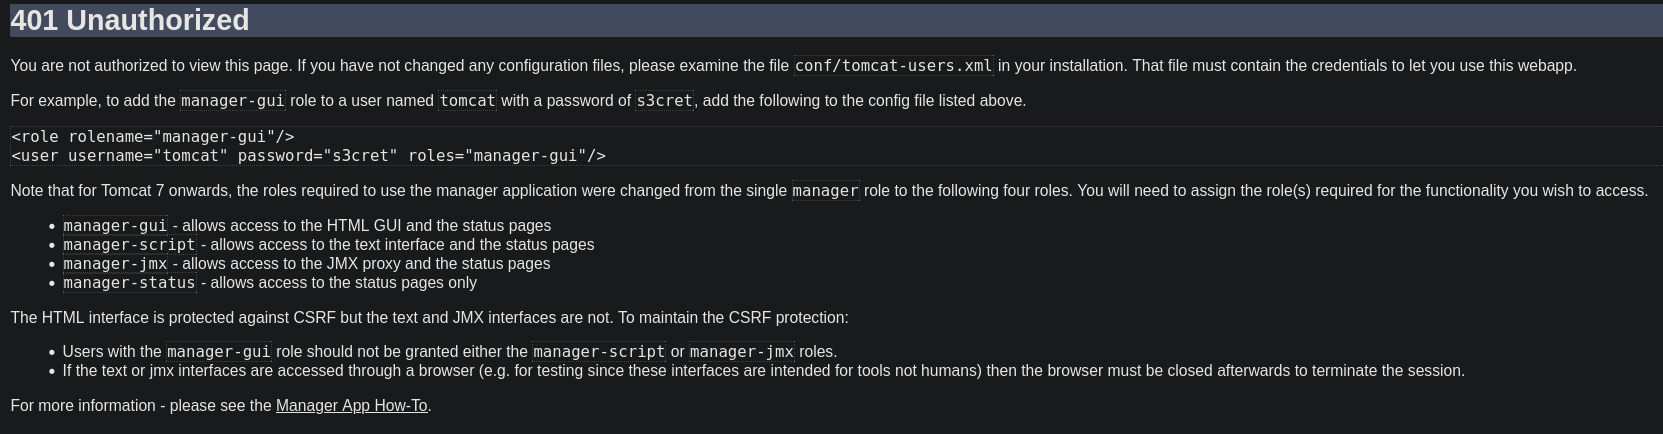 401 Unauthorized
You are not authorized to view this page. If you have not changed any configuration files, please examine the file conf/tomcat-users.xml in your installation. That file must contain the credentials to let you use this webapp.
For example, to add the manager-gui role to a user named tomcat with a password of s3cret, add the following to the config file listed above.
<role rolename="manager-gui"/>
<user username="tomcat" password="s3cret" roles="manager-gui"/>
Note that for Tomcat 7 onwards, the roles required to use the manager application were changed from the single manager role to the following four roles. You will need to assign the role(s) required for the functionality you wish to access.
• manager-gui - allows access to the HTML GUI and the status pages
• manager-script - allows access to the text interface and the status pages
• manager-jmx - allows access to the JMX proxy and the status pages
• manager-status - allows access to the status pages only
The HTML interface is protected against CSRF but the text and JMX interfaces are not. To maintain the CSRF protection:
• Users with the manager-gui role should not be granted either the manager-script or manager-jmx roles.
• If the text or jmx interfaces are accessed through a browser (e.g. for testing since these interfaces are intended for tools not humans) then the browser must be closed afterwards to terminate the session.
For more information - please see the Manager App How-To.